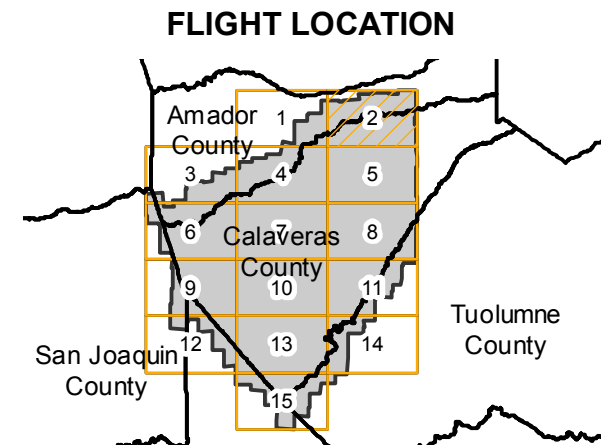 FLIGHT LOCATION
Amador
County
1
2
3
4
5
6
7
8
Calaveras
County
9
10
11
Tuolumne
County
12
13
14
San Joaquin
County
15